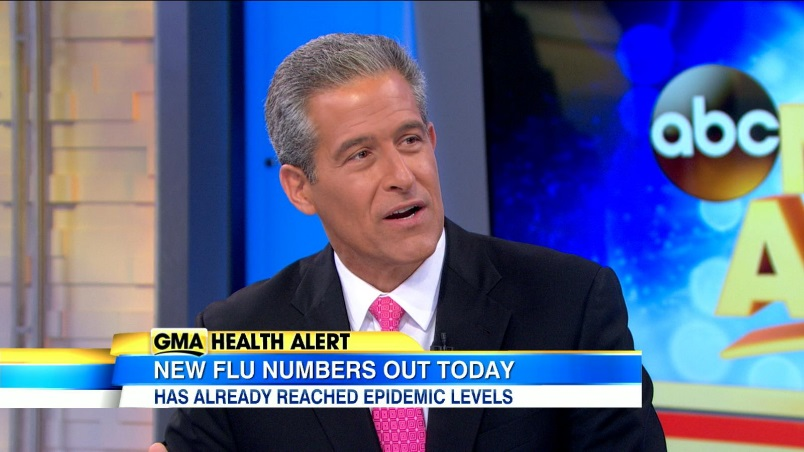 abc
GMA HEALTH ALERT
NEW FLU NUMBERS OUT TODAY
HAS ALREADY REACHED EPIDEMIC LEVELS